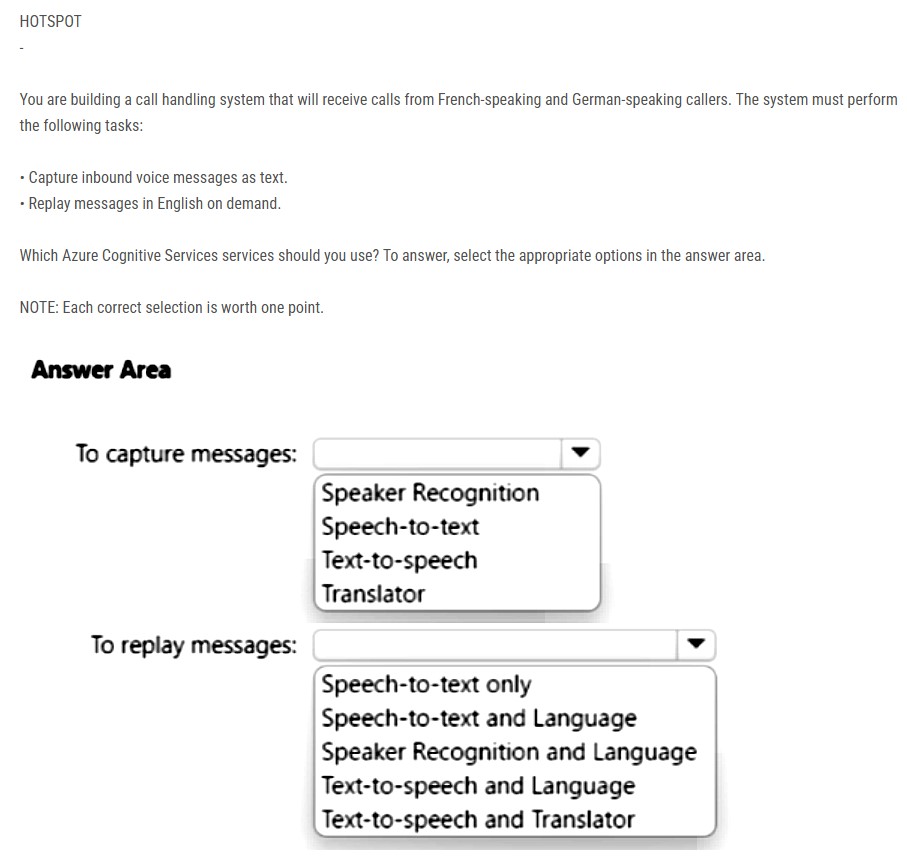 HOTSPOT
-
You are building a call handling system that will receive calls from French-speaking and German-speaking callers. The system must perform
the following tasks:
• Capture inbound voice messages as text.
• Replay messages in English on demand.
Which Azure Cognitive Services services should you use? To answer, select the appropriate options in the answer area.
NOTE: Each correct selection is worth one point.
Answer Area
To capture messages:
Speaker Recognition
Speech-to-text
Text-to-speech
Translator
To replay messages:
Speech-to-text only
Speech-to-text and Language
Speaker Recognition and Language
Text-to-speech and Language
Text-to-speech and Translator